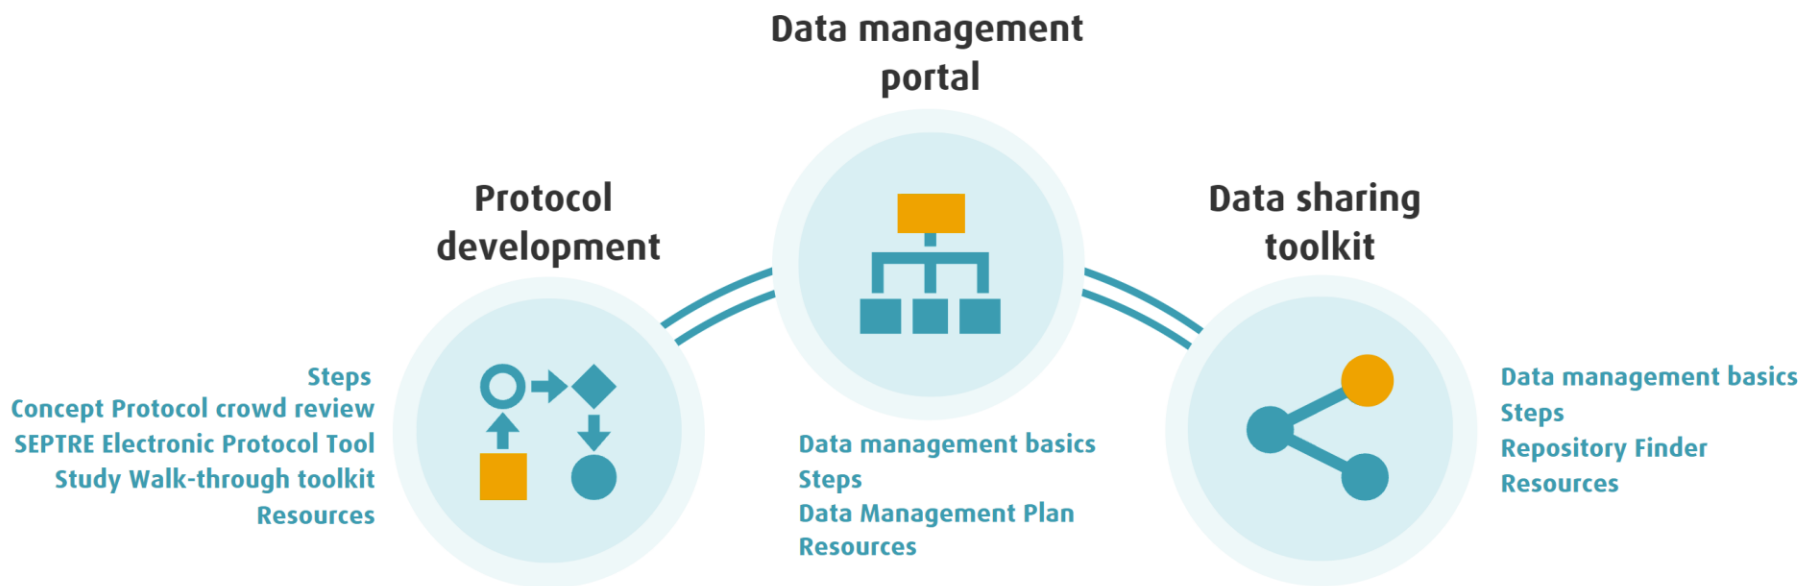 Data management
portal
Protocol
development
Data sharing
toolkit
Steps
Concept Protocol crowd review
SEPTRE Electronic Protocol Tool
Study Walk-through toolkit
Resources
Data management basics
Steps
Data Management Plan
Resources
Data management basics
Steps
Repository Finder
Resources